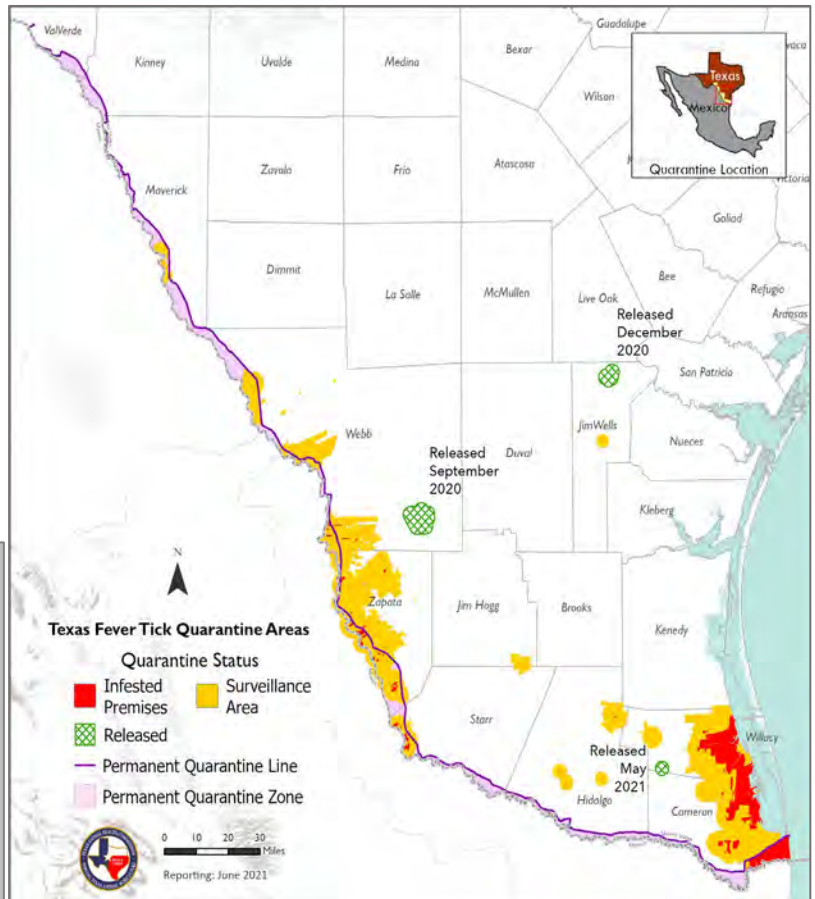 ValVerde
Kinney
Uvalde
Medina
Bexar
Guadalupe
Wilson
Texas
Mexico
Quarantine Location
Victoria
Maverick
Zavala
Frio
Atascosa
Goliad
Dimmit
La Salle
McMullen
Live Oak
Bee
Refugio
Aransas
Released
December
2020
San Patricio
Webb
Duval
JimWells
Nueces
Released
September
2020
Kleberg
N
Zapata
Jim Hogg
Brooks
Kenedy
Texas Fever Tick Quarantine Areas
Quarantine Status
Infested
Premises
Surveillance
Area
Released
Permanent Quarantine Line
Permanent Quarantine Zone
Starr
Willacy
Released
May
2021
Hidalgo
Cameron
0 10 20 30
Miles
Reporting: June 2021